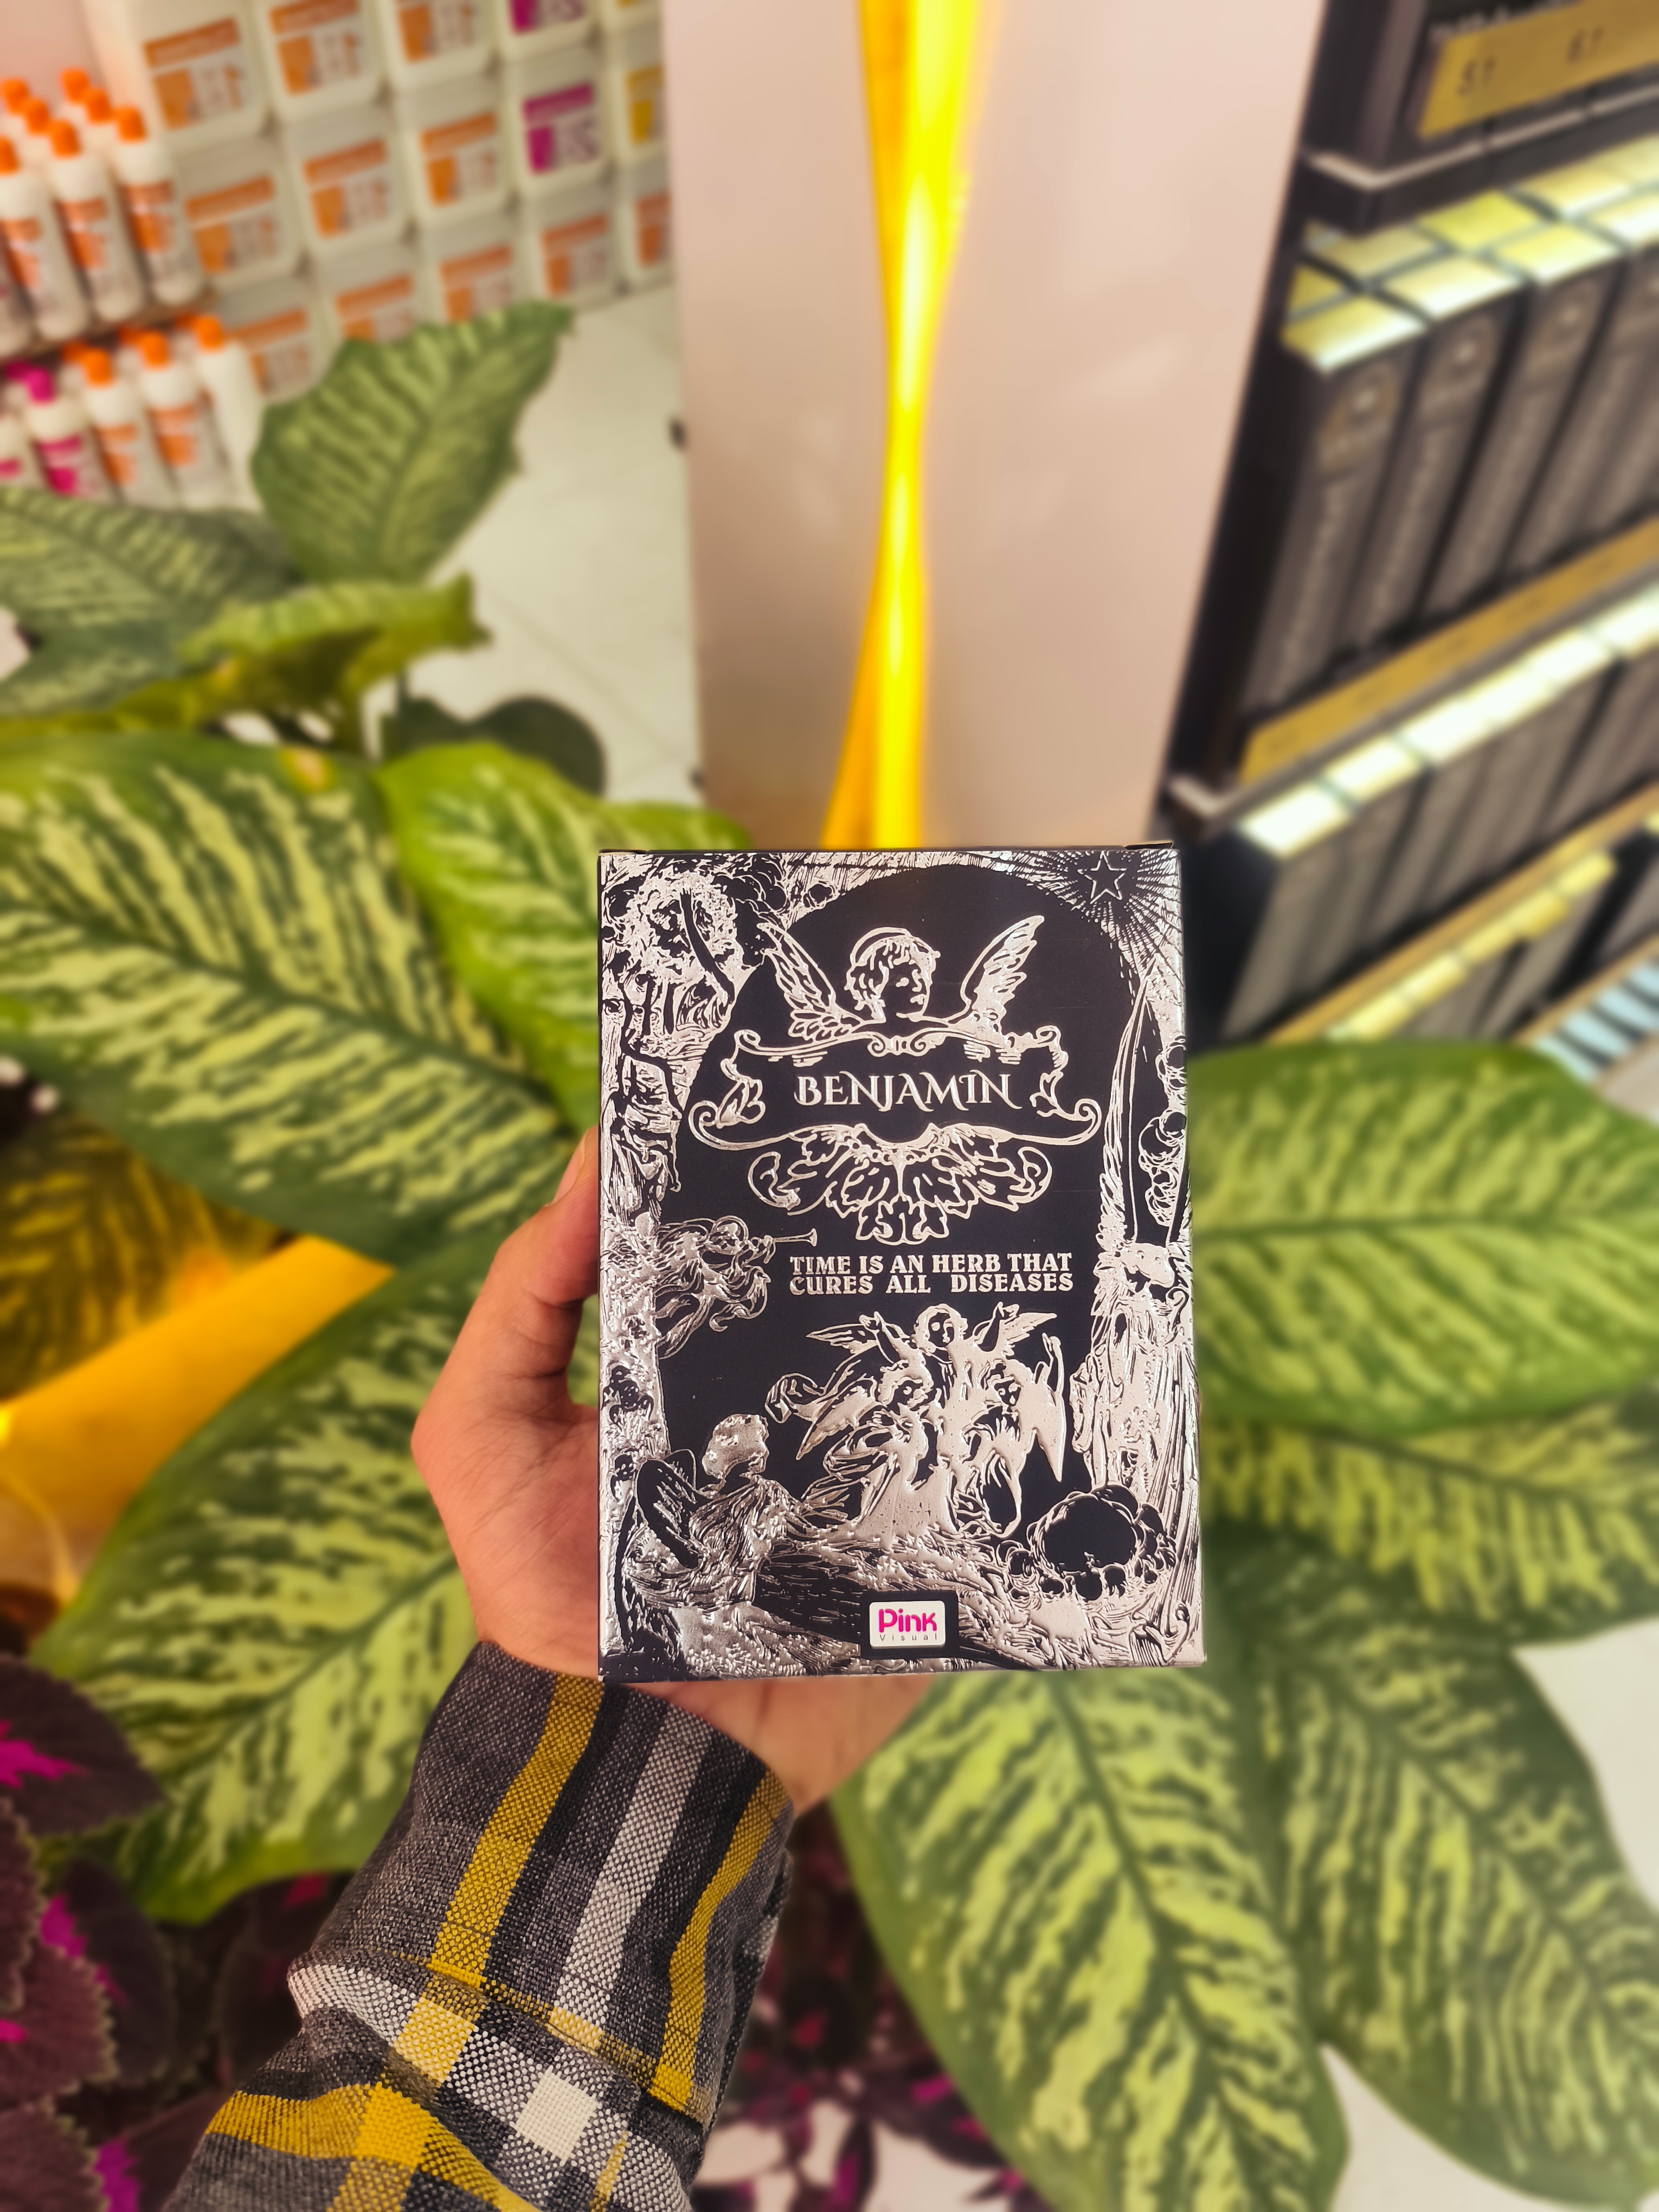 BENJAMIN
TIME IS AN HERB THAT
CURES ALL DISEASES
Pink
Visual